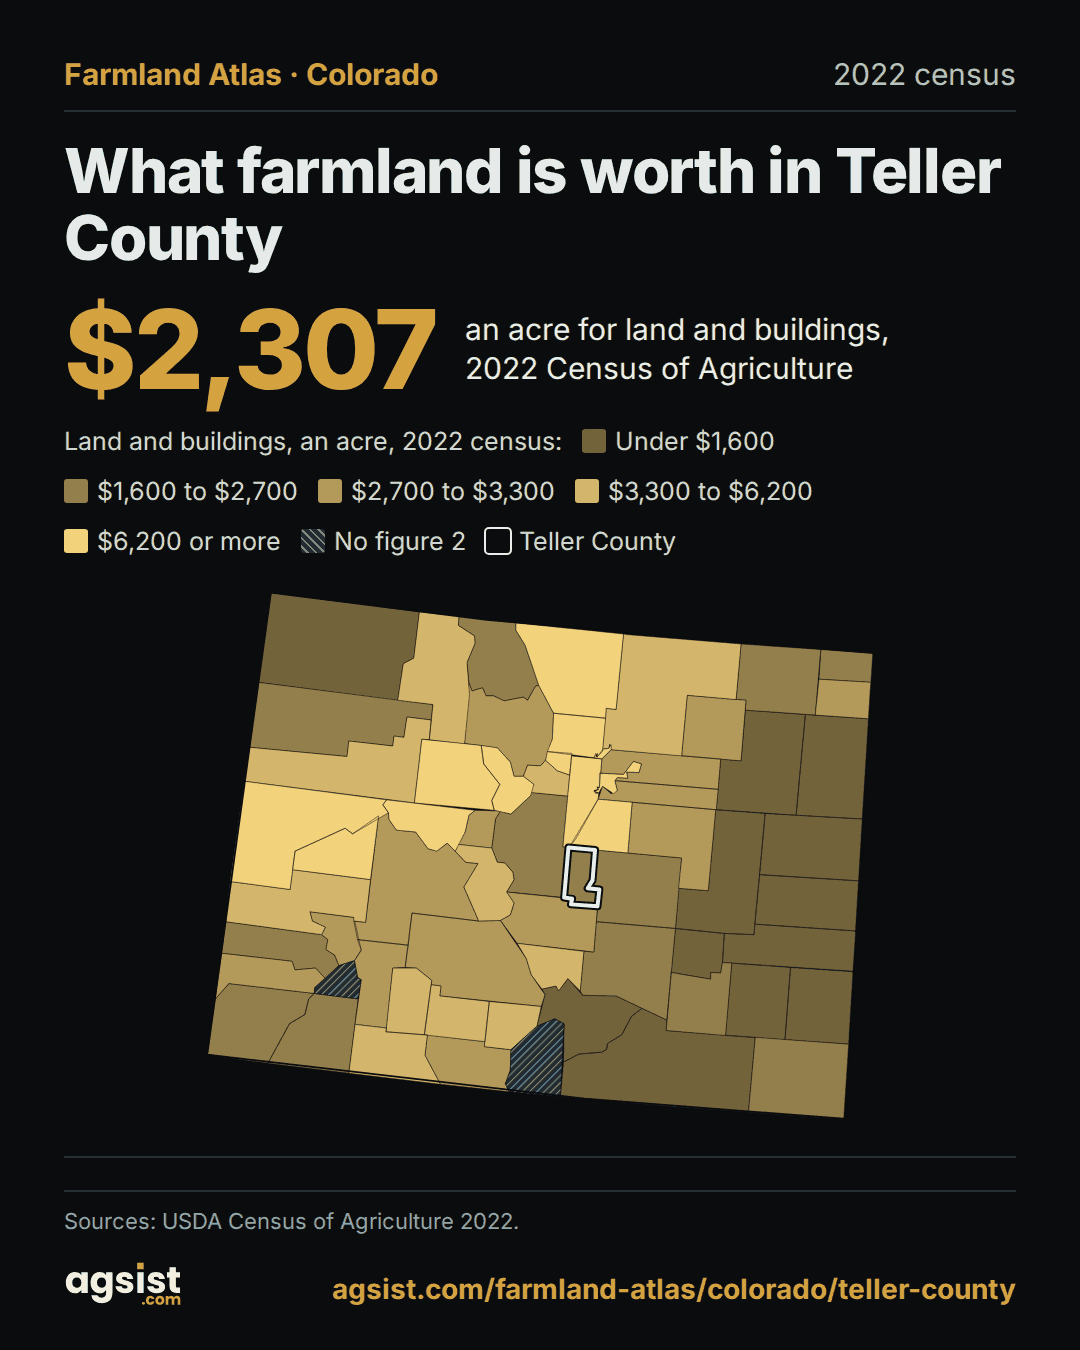 Farmland Atlas · Colorado
2022 census
What farmland is worth in Teller
County
$2,307
an acre for land and buildings,
2022 Census of Agriculture
Land and buildings, an acre, 2022 census:
Under $1,600
$1,600 to $2,700
$2,700 to $3,300
$3,300 to $6,200
$6,200 or more
No figure 2
Teller County
Sources: USDA Census of Agriculture 2022.
agsist
.com
agsist.com/farmland-atlas/colorado/teller-county